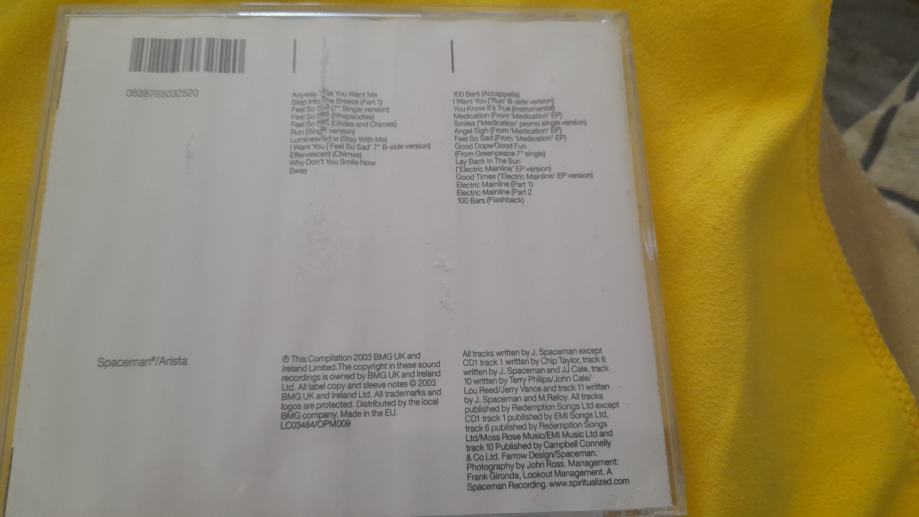 0828765032520
I
Anyway That You Want Me
Step Into The Breeze (Part 1)
Feel So Sad (7" Single version)
Feel So Sad (Rhapsodies)
Feel So Sad (Glides and Chimes)
Run (Single version)
Luminescence (Stay With Me)
I Want You ('Feel So Sad' 7" B-side version)
Effervescent (Chimes)
Why Don't You Smile Now
Sway
I
100 Bars (Accappella)
I Want You ('Run' B-side version)
You Know It's True (Instrumental)
Medication (From 'Medication' EP)
Smiles ('Medication' promo single version)
Angel Sigh (From 'Medication' EP)
Feel So Sad (From 'Medication' EP)
Good Dope/Good Fun
(From Greenpeace 7" single)
Lay Back In The Sun
('Electric Mainline' EP version)
Good Times ('Electric Mainline' EP version)
Electric Mainline (Part 1)
Electric Mainline (Part 2
100 Bars (Flashback)
Spaceman®/Arista
℗ This Compilation 2003 BMG UK and
Ireland Limited.The copyright in these sound
recordings is owned by BMG UK and Ireland
Ltd. All label copy and sleeve notes © 2003
BMG UK and Ireland Ltd. All trademarks and
logos are protected. Distributed by the local
BMG company. Made in the EU.
LC03484/OPM009
All tracks written by J. Spaceman except
CD1 track 1 written by Chip Taylor, track 6
written by J. Spaceman and JJ Cale, track
10 written by Terry Philips/John Cale/
Lou Reed/Jerry Vance and track 11 written
by J. Spaceman and M.Refoy. All tracks
published by Redemption Songs Ltd except
CD1 track 1 published by EMI Songs Ltd,
track 6 published by Redemption Songs
Ltd/Moss Rose Music/EMI Music Ltd and
track 10 Published by Campbell Connelly
& Co Ltd. Farrow Design/Spaceman.
Photography by John Ross. Management:
Frank Gironda, Lookout Management. A
Spaceman Recording. www.spiritualized.com